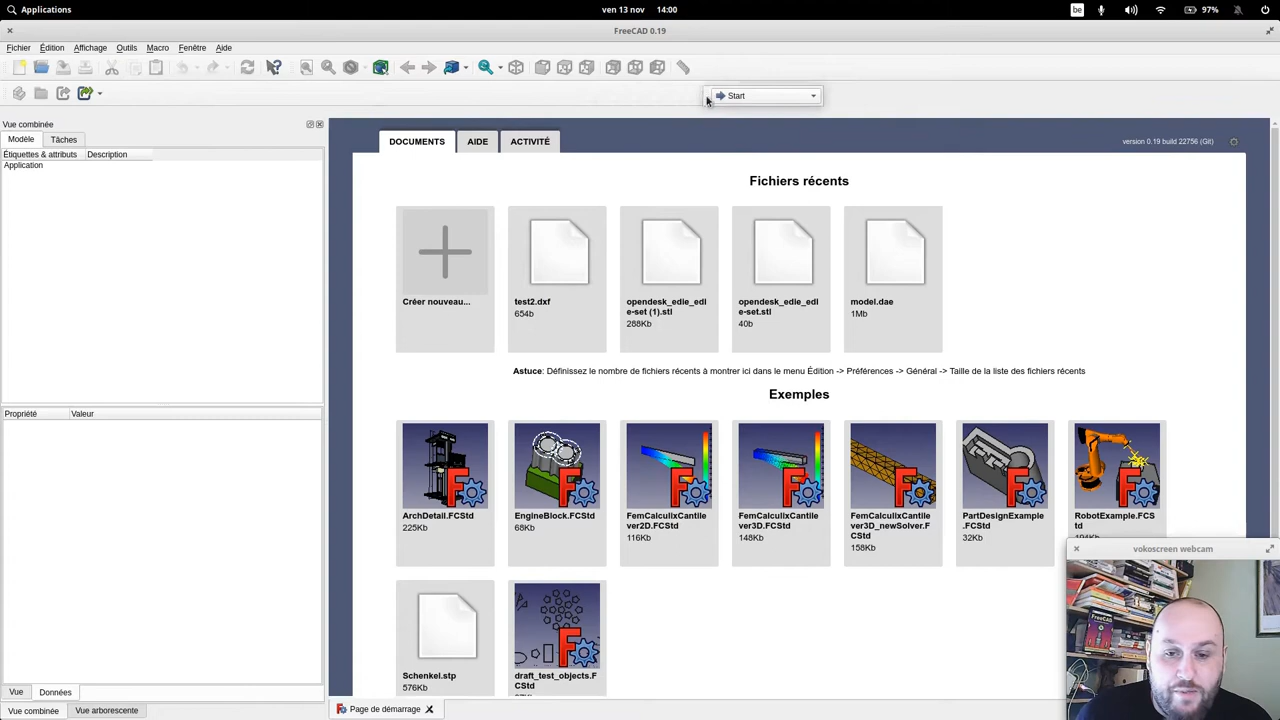 Applications
ven 13 nov 14:00
be
97%
FreeCAD 0.19
Fichier Édition Affichage Outils Macro Fenêtre Aide
Start
Vue combinée
Modèle Tâches
Étiquettes & attributs Description
Application
Propriété Valeur
Vue Données
Vue combinée Vue arborescente
DOCUMENTS AIDE ACTIVITÉ
version 0.19 build 22756 (Git)
Fichiers récents
Créer nouveau...
test2.dxf
654b
opendesk_edie_edi
e-set (1).stl
288Kb
opendesk_edie_edi
e-set.stl
40b
model.dae
1Mb
Astuce: Définissez le nombre de fichiers récents à montrer ici dans le menu Édition -> Préférences -> Général -> Taille de la liste des fichiers récents
Exemples
ArchDetail.FCStd
225Kb
EngineBlock.FCStd
68Kb
FemCalculixCantile
ver2D.FCStd
116Kb
FemCalculixCantile
ver3D.FCStd
148Kb
FemCalculixCantile
ver3D_newSolver.F
CStd
158Kb
PartDesignExample
.FCStd
32Kb
RobotExample.FCS
td
Schenkel.stp
576Kb
draft_test_objects.F
CStd
Page de démarrage
vokoscreen webcam
FreeCAD